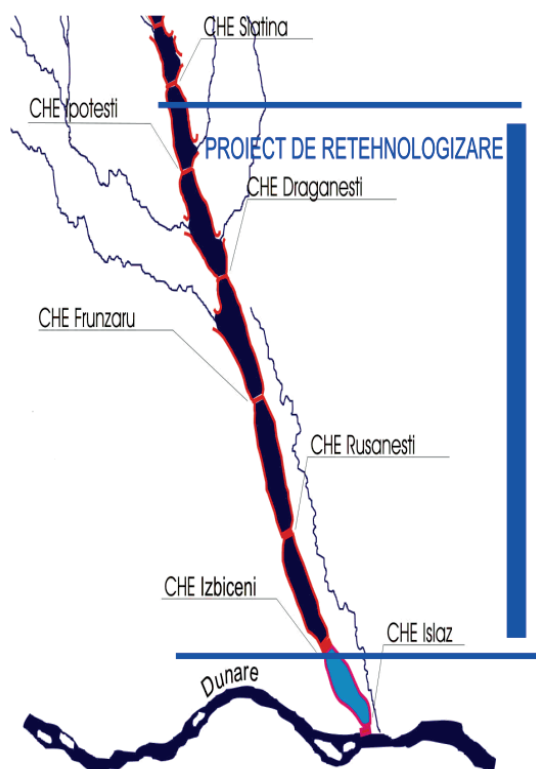 CHE Slatina
CHE Ipotesti
PROIECT DE RETEHNOLOGIZARE
CHE Draganesti
CHE Frunzaru
CHE Rusanesti
CHE Izbiceni
CHE Islaz
Dunare